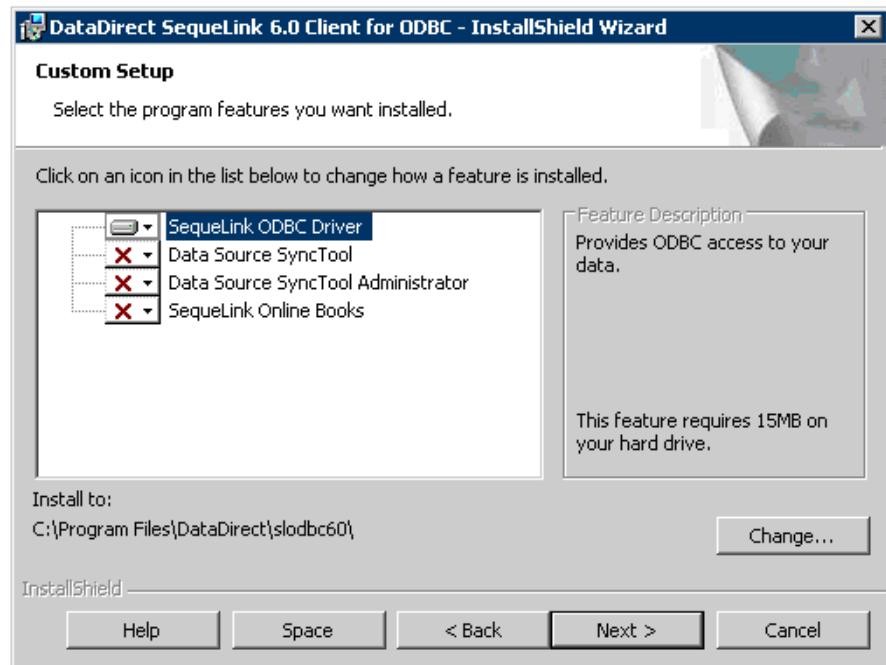 DataDirect SequeLink 6.0 Client for ODBC - InstallShield Wizard
Custom Setup
Select the program features you want installed.
Click on an icon in the list below to change how a feature is installed.
SequeLink ODBC Driver
Data Source SyncTool
Data Source SyncTool Administrator
SequeLink Online Books
Feature Description
Provides ODBC access to your
data.
This feature requires 15MB on
your hard drive.
Install to:
C:\Program Files\DataDirect\slodbc60\
Change...
InstallShield
Help
Space
< Back
Next >
Cancel